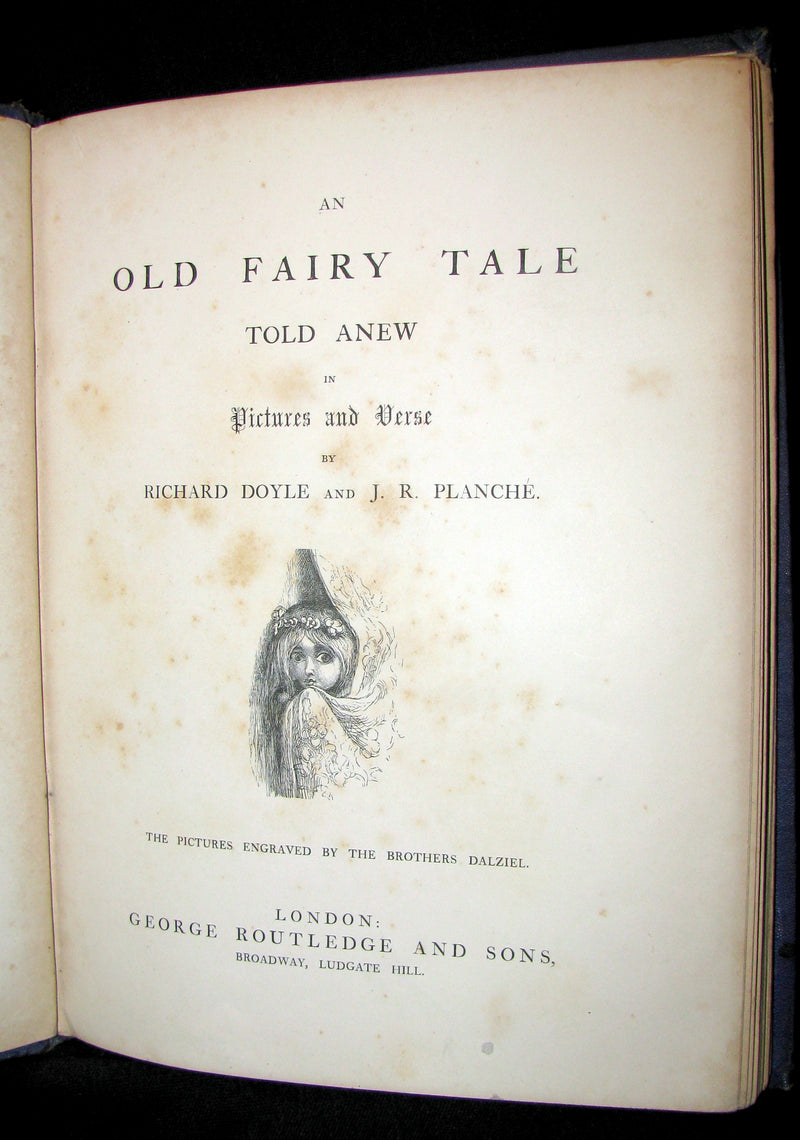 AN
OLD FAIRY TALE
TOLD ANEW
IN
Pictures and Verse
BY
RICHARD DOYLE AND J. R. PLANCHÉ.
THE PICTURES ENGRAVED BY THE BROTHERS DALZIEL.
LONDON:
GEORGE ROUTLEDGE AND SONS,
BROADWAY, LUDGATE HILL.